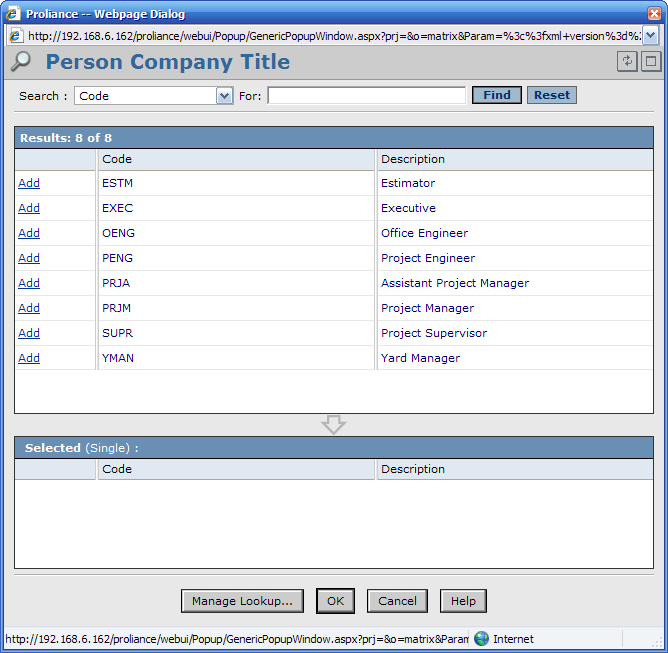 Proliance -- Webpage Dialog
http://192.168.6.162/proliance/webui/Popup/GenericPopupWindow.aspx?prj=&o=matrix&Param=%3c%3fxml+version%3d%
Person Company Title
Search : Code For: Find Reset
Results: 8 of 8
Code Description
Add ESTM Estimator
Add EXEC Executive
Add OENG Office Engineer
Add PENG Project Engineer
Add PRJA Assistant Project Manager
Add PRJM Project Manager
Add SUPR Project Supervisor
Add YMAN Yard Manager
Selected (Single) :
Code Description
Manage Lookup... OK Cancel Help
http://192.168.6.162/proliance/webui/Popup/GenericPopupWindow.aspx?prj=&o=matrix&Param Internet